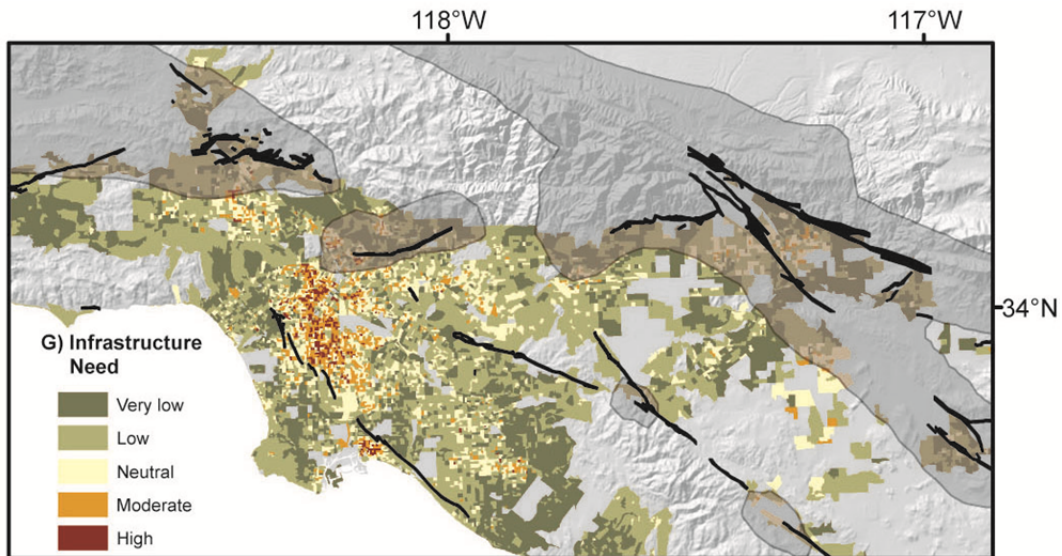 118°W 117°W
34°N
G) Infrastructure
Need
Very low
Low
Neutral
Moderate
High